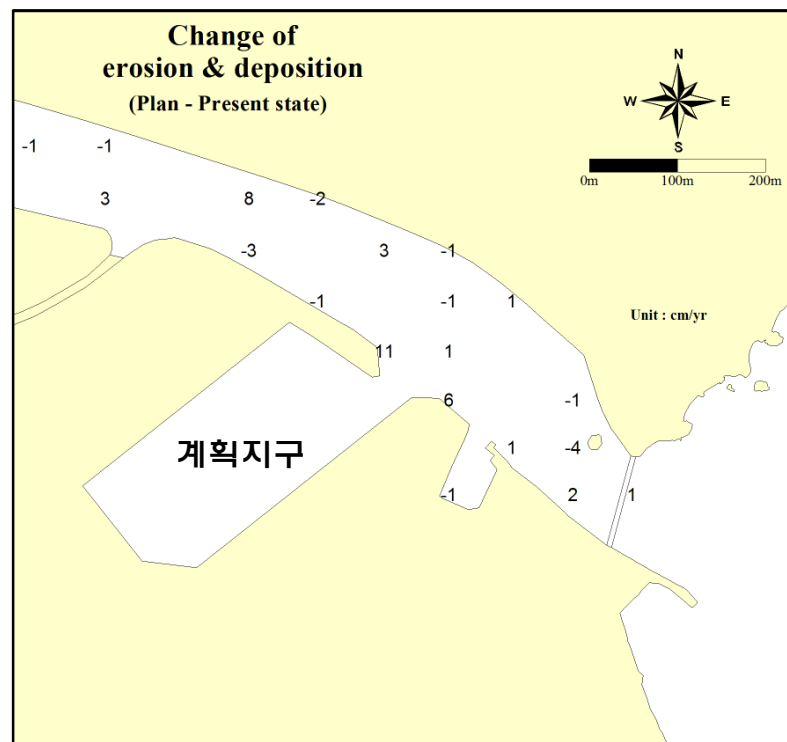 Change of
erosion & deposition
(Plan - Present state)
N
W E
S
0m 100m 200m
-1 -1
3 8 -2
-3 3 -1
-1 -1 1
Unit : cm/yr
11 1
6 -1
계획지구
1 -4
-1 2 1